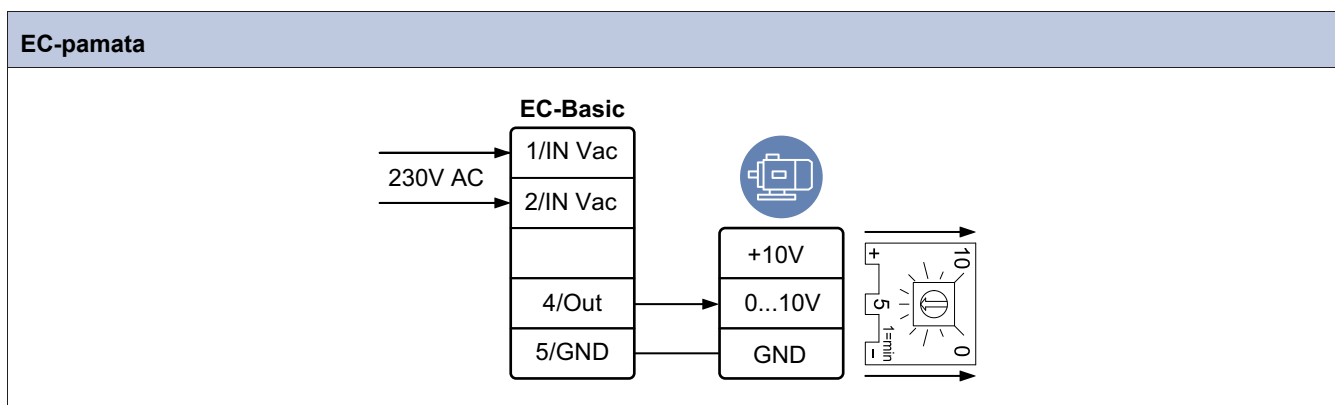 EC-pamata
EC-Basic
1/IN Vac
230V AC
2/IN Vac
4/Out
5/GND
+10V
0...10V
GND
+
10
5
1=min
-
0